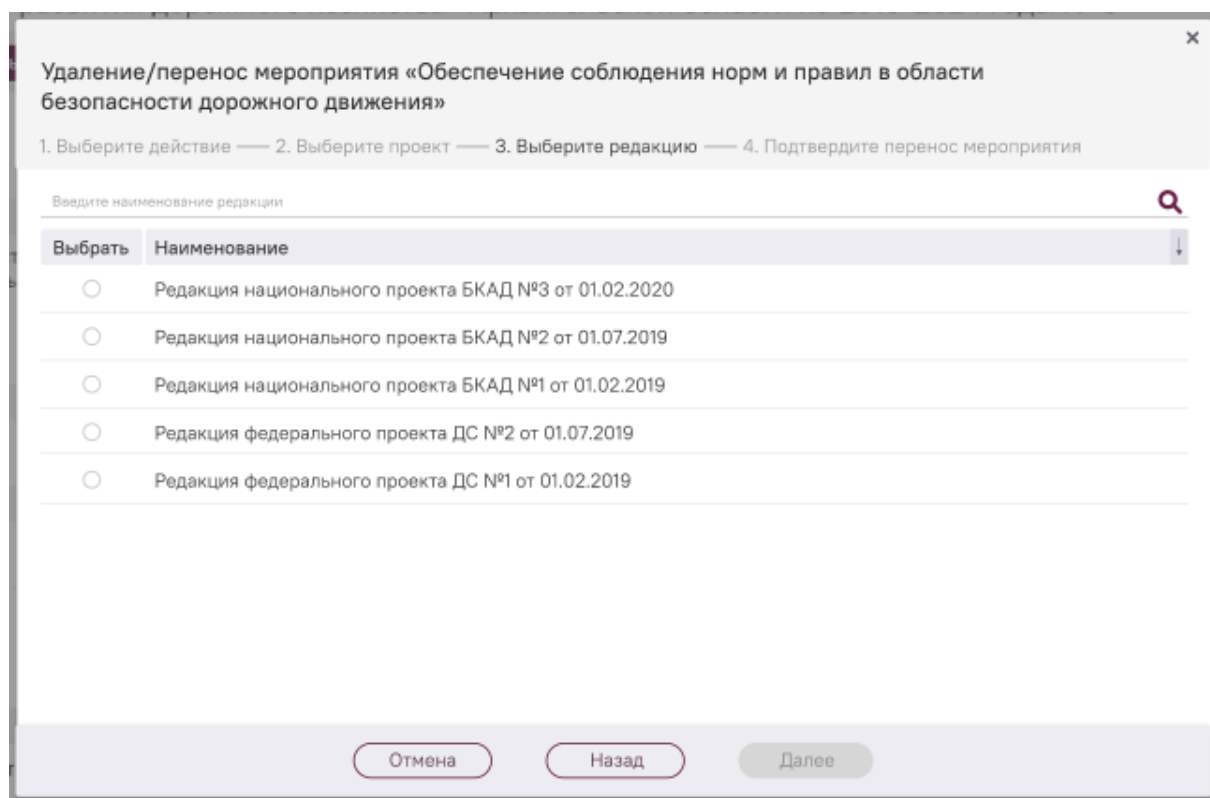 Удаление/перенос мероприятия «Обеспечение соблюдения норм и правил в области
безопасности дорожного движения»
1. Выберите действие — 2. Выберите проект — 3. Выберите редакцию — 4. Подтвердите перенос мероприятия
Введите наименование редакции
Выбрать Наименование
Редакция национального проекта БКАД №3 от 01.02.2020
Редакция национального проекта БКАД №2 от 01.07.2019
Редакция национального проекта БКАД №1 от 01.02.2019
Редакция федерального проекта ДС №2 от 01.07.2019
Редакция федерального проекта ДС №1 от 01.02.2019
Отмена Назад Далее